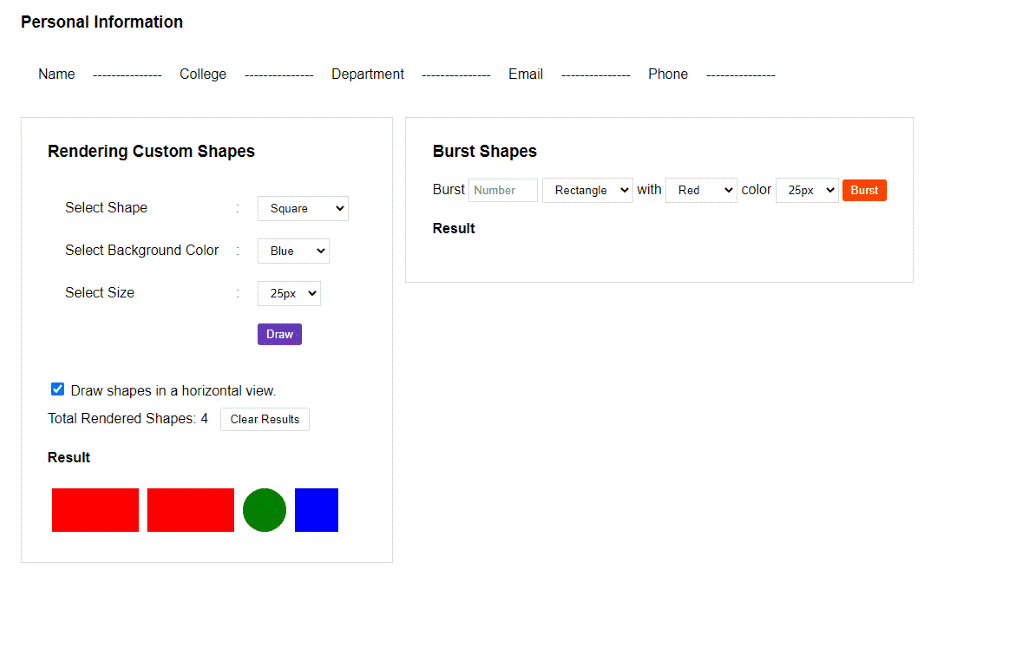 Personal Information
Name --------------- College --------------- Department --------------- Email --------------- Phone ---------------
Rendering Custom Shapes
Select Shape : Square
Select Background Color : Blue
Select Size : 25px
Draw
Draw shapes in a horizontal view.
Total Rendered Shapes: 4 Clear Results
Result
Burst Shapes
Burst Number Rectangle with Red color 25px Burst
Result